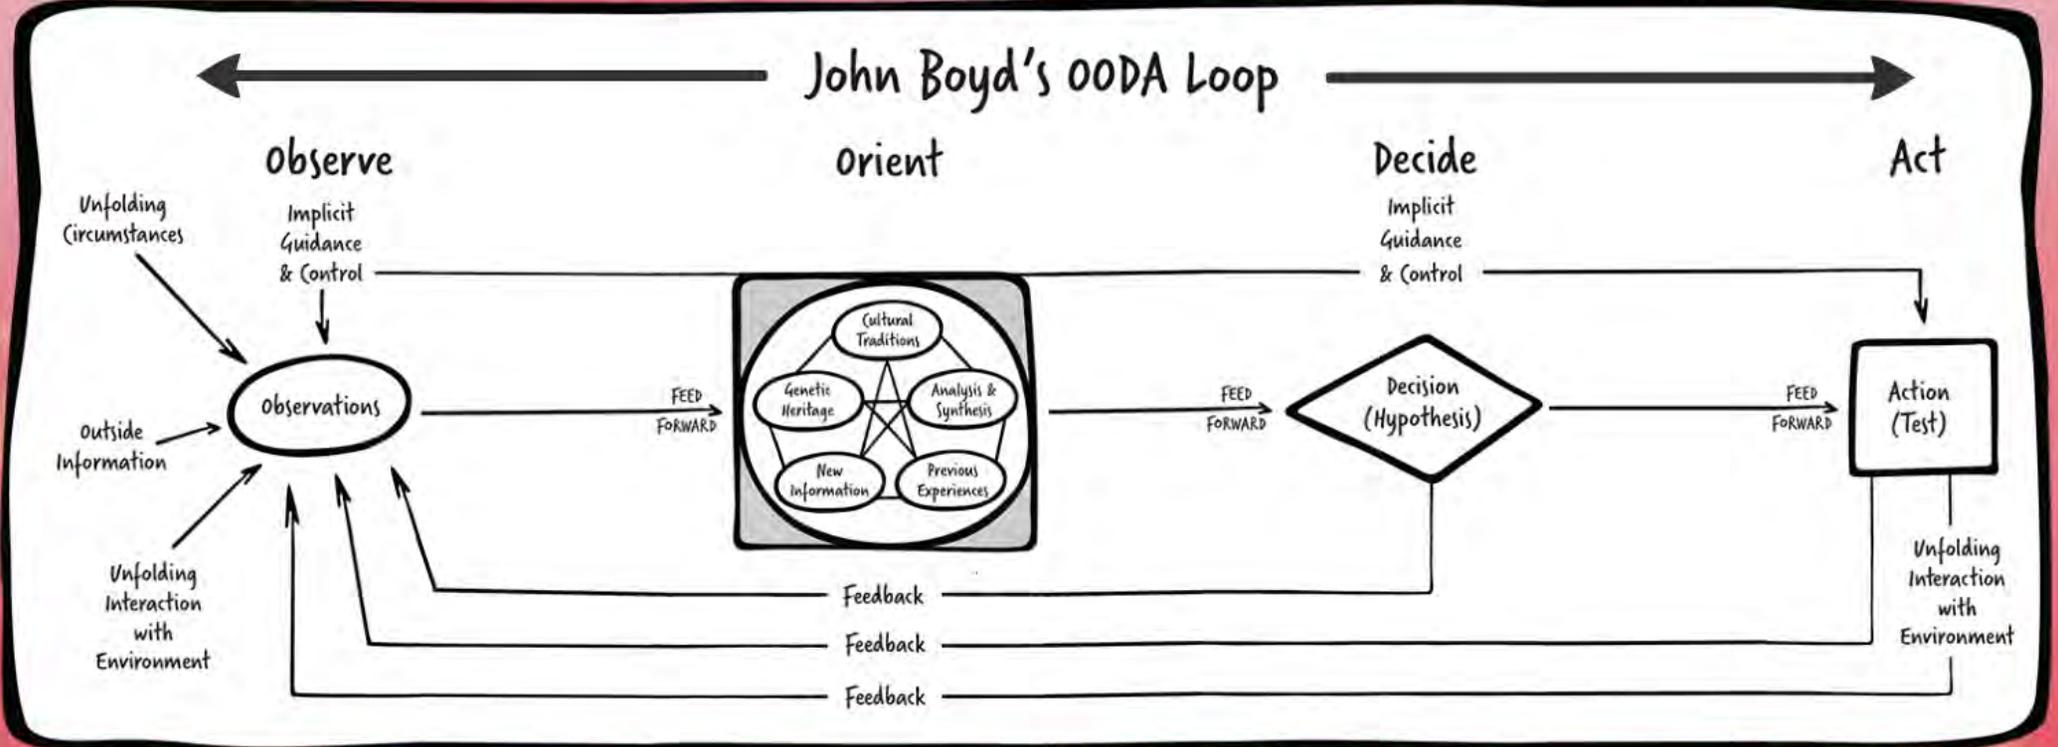 John Boyd's OODA Loop
Observe
Orient
Decide
Act
Unfolding
Circumstances
Implicit
Guidance
& Control
Implicit
Guidance
& Control
Outside
Information
Unfolding
Interaction
with
Environment
Observations
FEED
FORWARD
Cultural
Traditions
Genetic
Heritage
Analysis &
Synthesis
New
Information
Previous
Experiences
FEED
FORWARD
Decision
(Hypothesis)
FEED
FORWARD
Action
(Test)
Unfolding
Interaction
with
Environment
Feedback
Feedback
Feedback